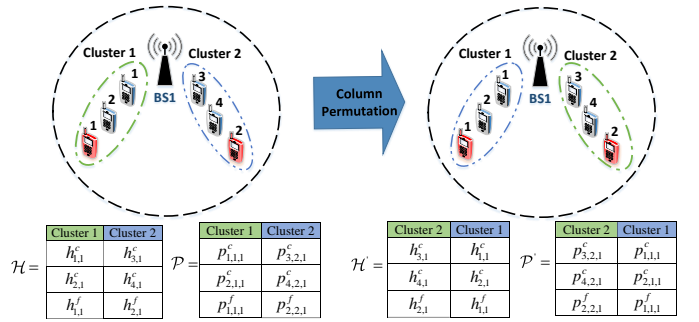 Cluster 1 Cluster 2
1 3
2 4
1 BS1 2
Column
Permutation
Cluster 1 Cluster 2
1 3
2 4
1 BS1 2
Cluster 1 Cluster 2
ℋ = h^c_{1,1} h^c_{3,1}
h^c_{2,1} h^c_{4,1}
h^f_{1,1} h^f_{2,1}
Cluster 1 Cluster 2
𝒫 = p^c_{1,1,1} p^c_{3,2,1}
p^c_{2,1,1} p^c_{4,2,1}
p^f_{1,1,1} p^f_{2,2,1}
Cluster 2 Cluster 1
ℋ' = h^c_{3,1} h^c_{1,1}
h^c_{4,1} h^c_{2,1}
h^f_{2,1} h^f_{1,1}
Cluster 2 Cluster 1
𝒫' = p^c_{3,2,1} p^c_{1,1,1}
p^c_{4,2,1} p^c_{2,1,1}
p^f_{2,2,1} p^f_{1,1,1}